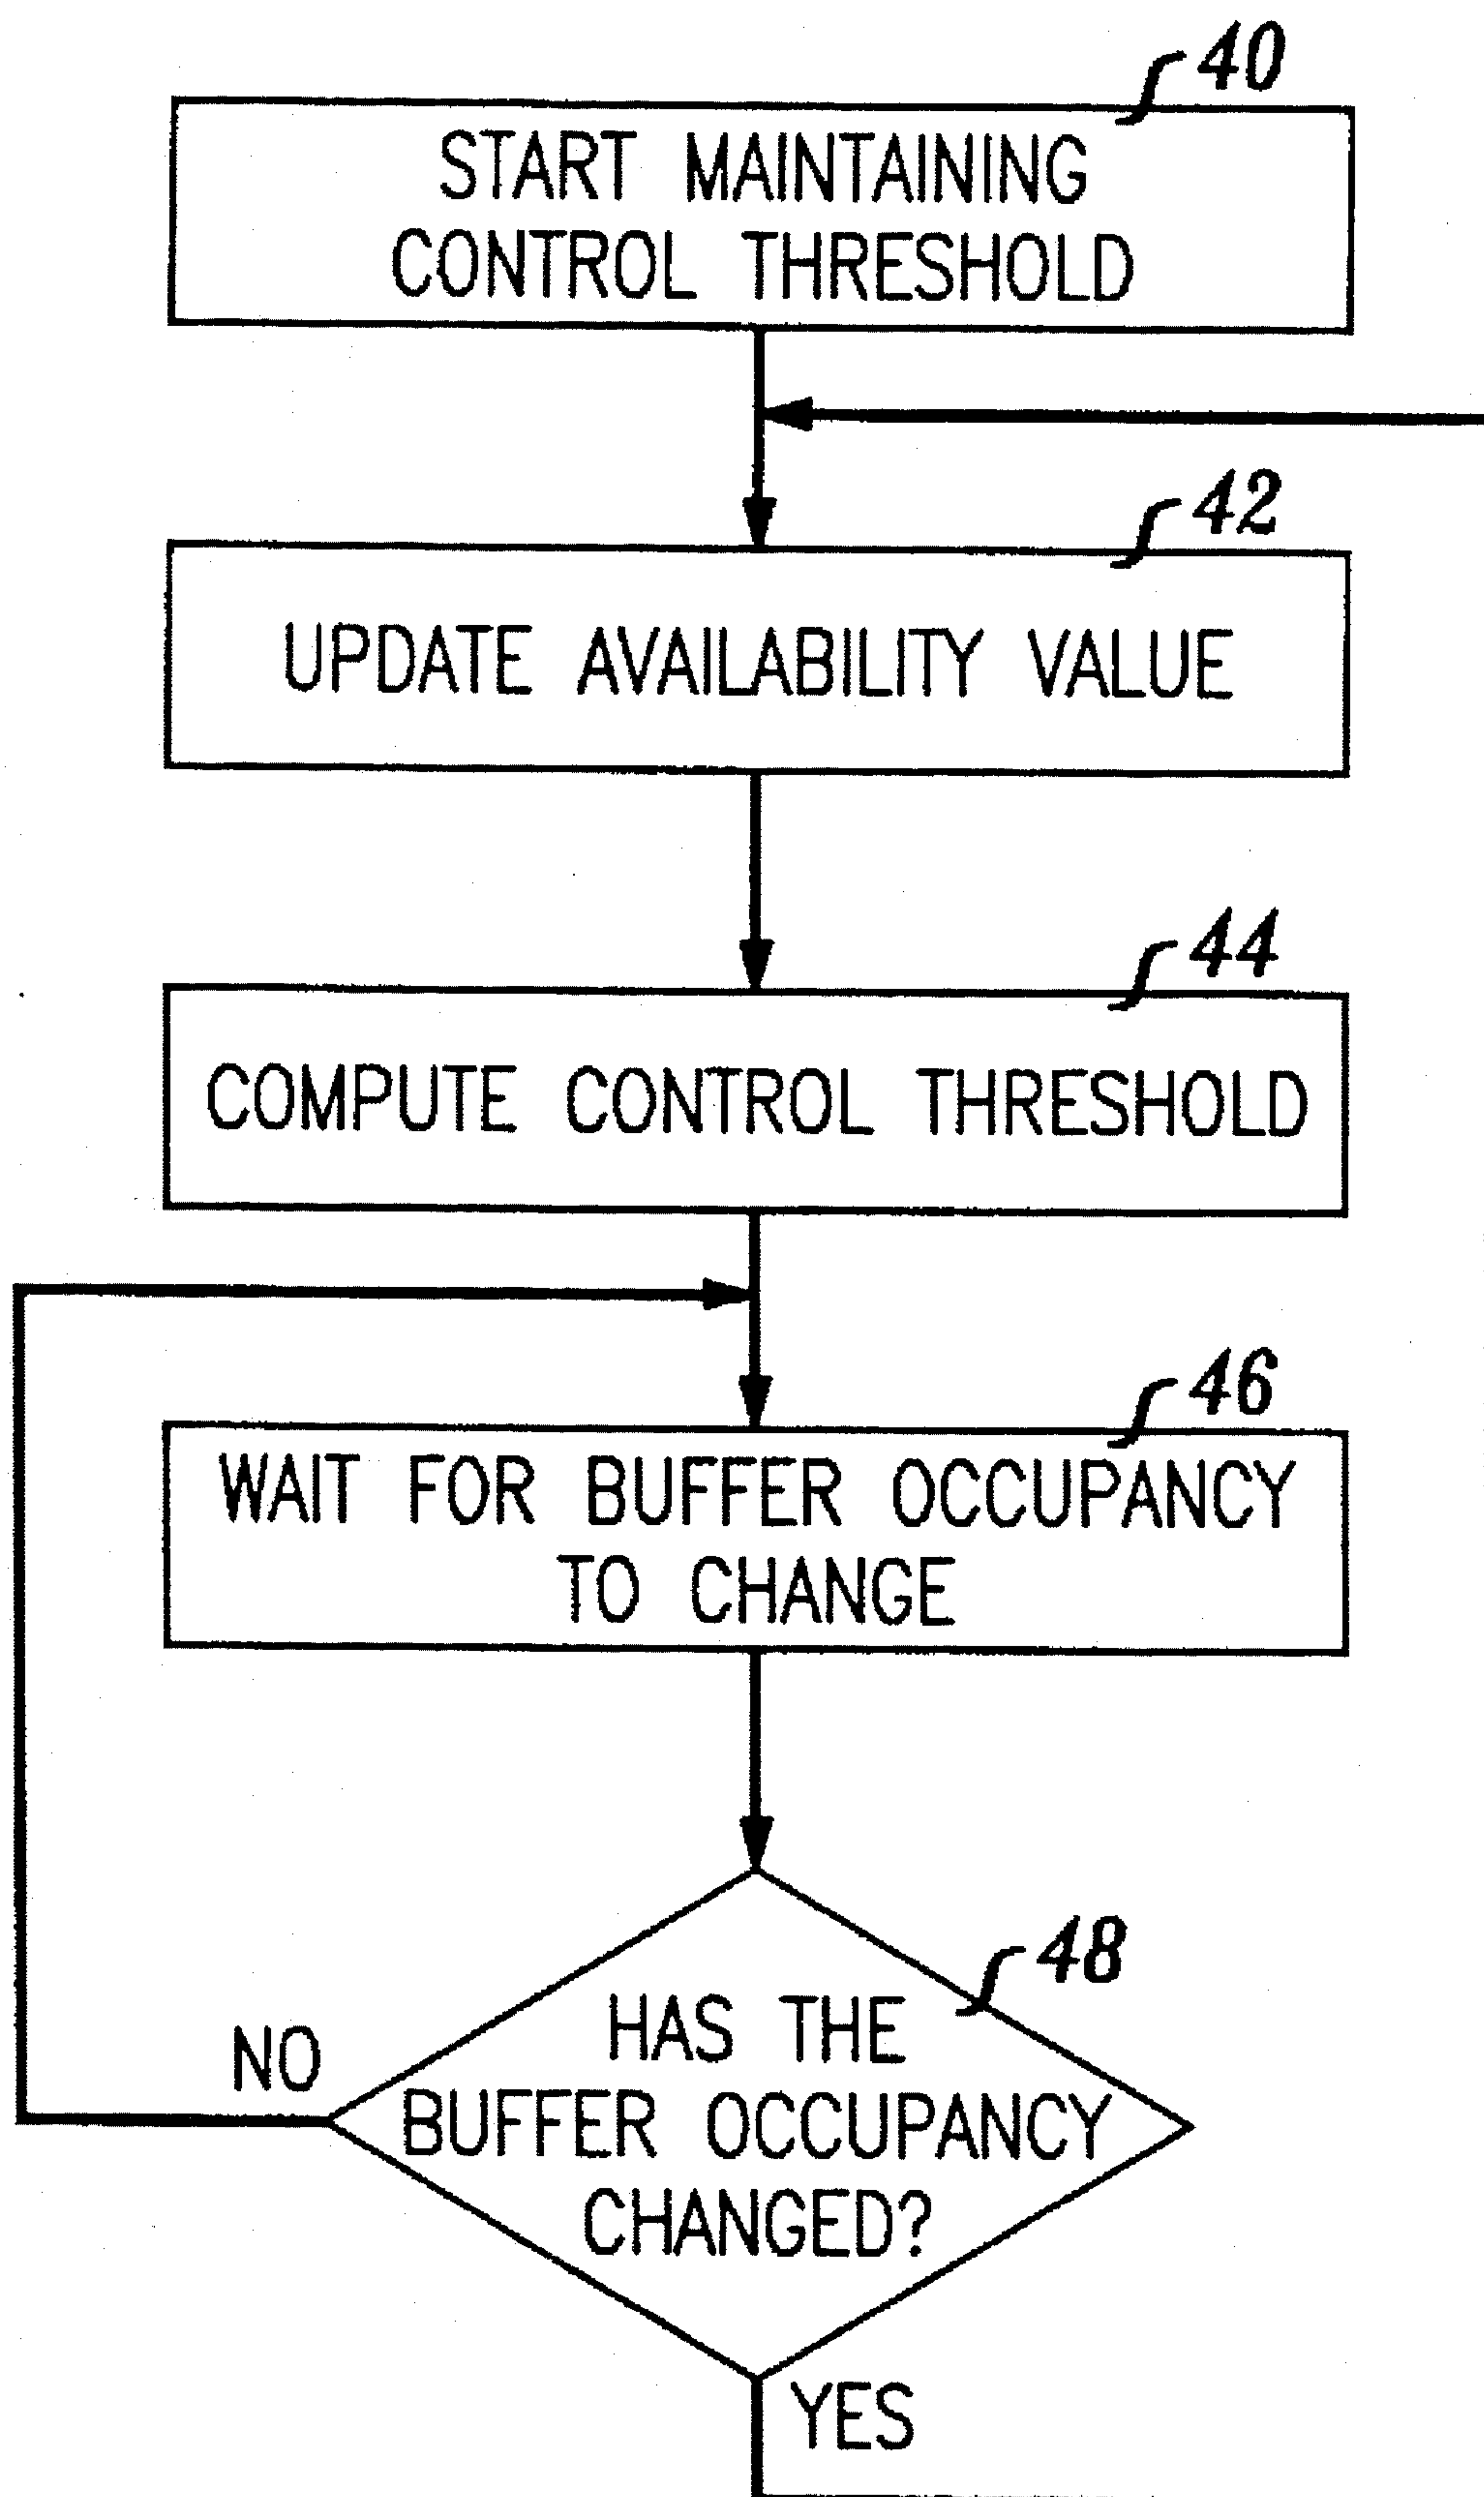 40
START MAINTAINING
CONTROL THRESHOLD
42
UPDATE AVAILABILITY VALUE
44
COMPUTE CONTROL THRESHOLD
46
WAIT FOR BUFFER OCCUPANCY
TO CHANGE
48
HAS THE
NO
BUFFER OCCUPANCY
CHANGED?
YES